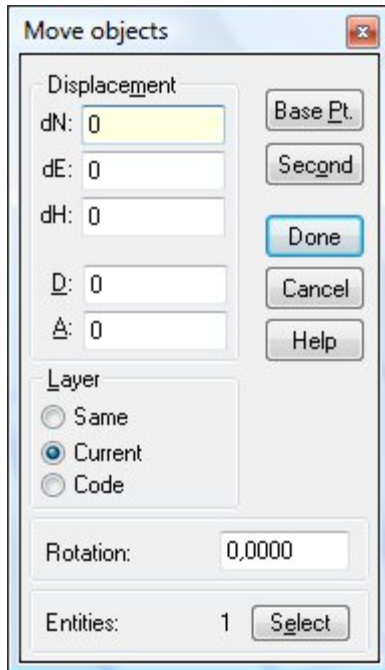 Move objects
Displacement
dN: 0
Base Pt.
dE: 0
Second
dH: 0
Done
D: 0
Cancel
A: 0
Help
Layer
Same
Current
Code
Rotation: 0,0000
Entities: 1 Select